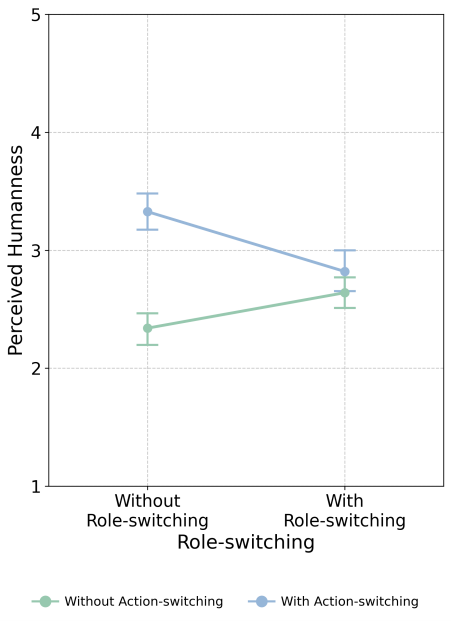 5
4
3
2
1
Perceived Humanness
Without
Role-switching
With
Role-switching
Role-switching
Without Action-switching
With Action-switching